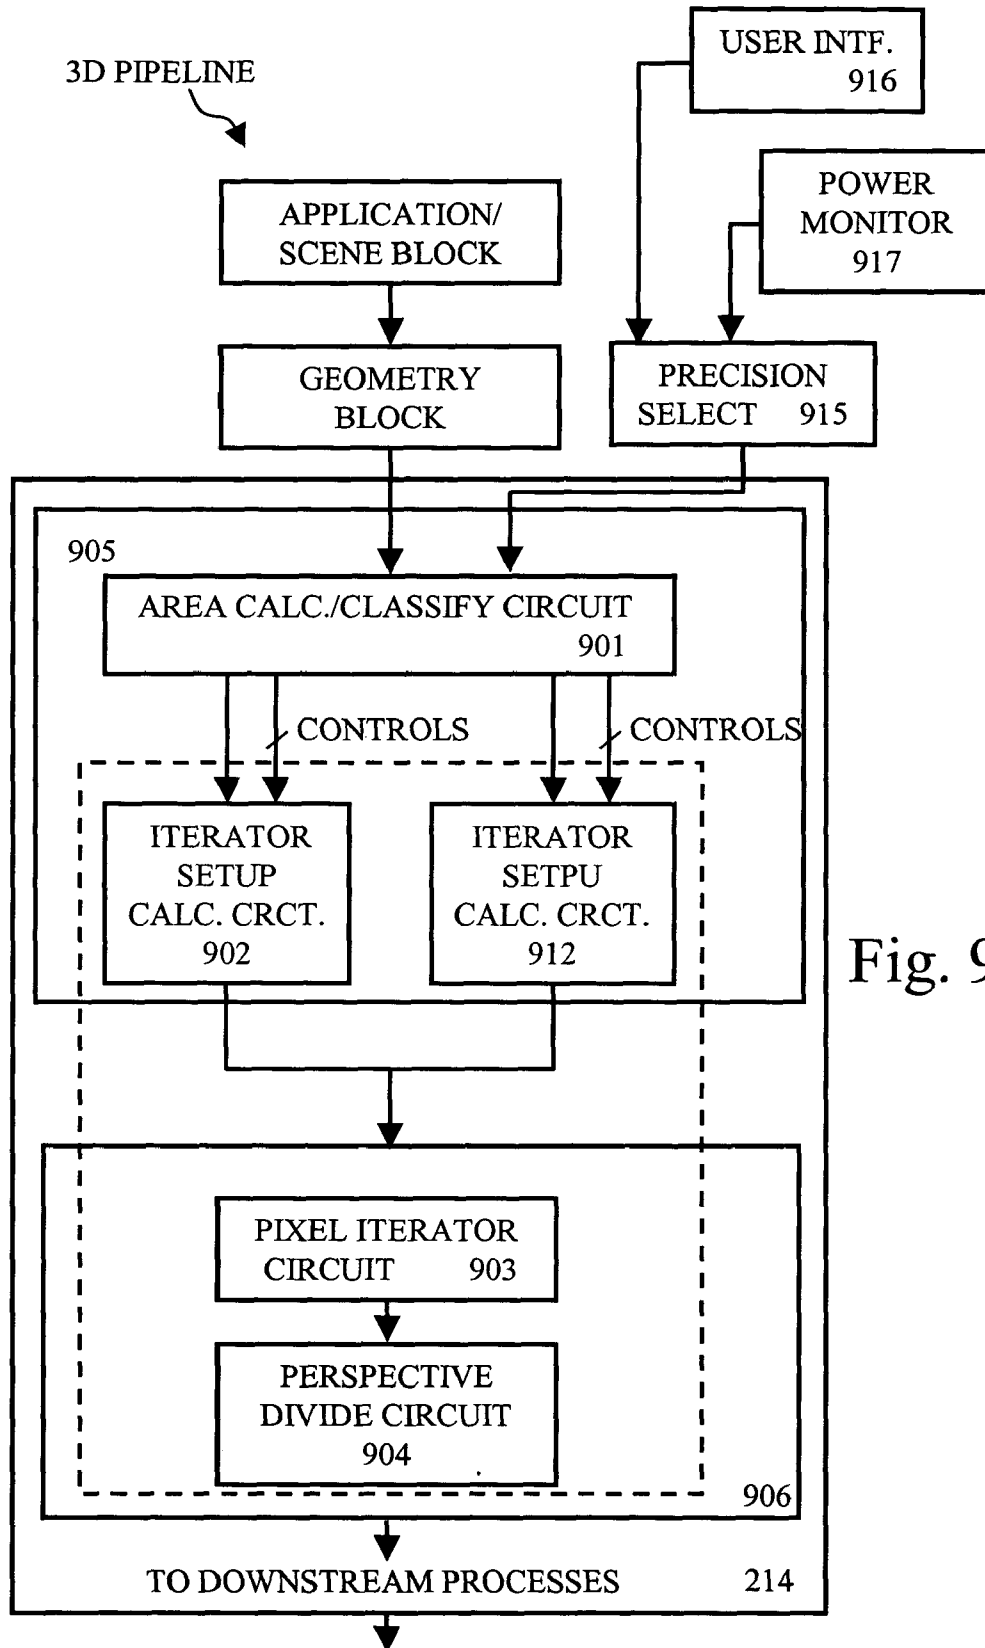 USER INTF.
916
3D PIPELINE
POWER
MONITOR
917
APPLICATION/
SCENE BLOCK
GEOMETRY
BLOCK
PRECISION
SELECT 915
905
AREA CALC./CLASSIFY CIRCUIT
901
CONTROLS
CONTROLS
ITERATOR
SETUP
CALC. CRCT.
902
ITERATOR
SETPU
CALC. CRCT.
912
Fig. 9
PIXEL ITERATOR
CIRCUIT 903
PERSPECTIVE
DIVIDE CIRCUIT
904
906
TO DOWNSTREAM PROCESSES 214